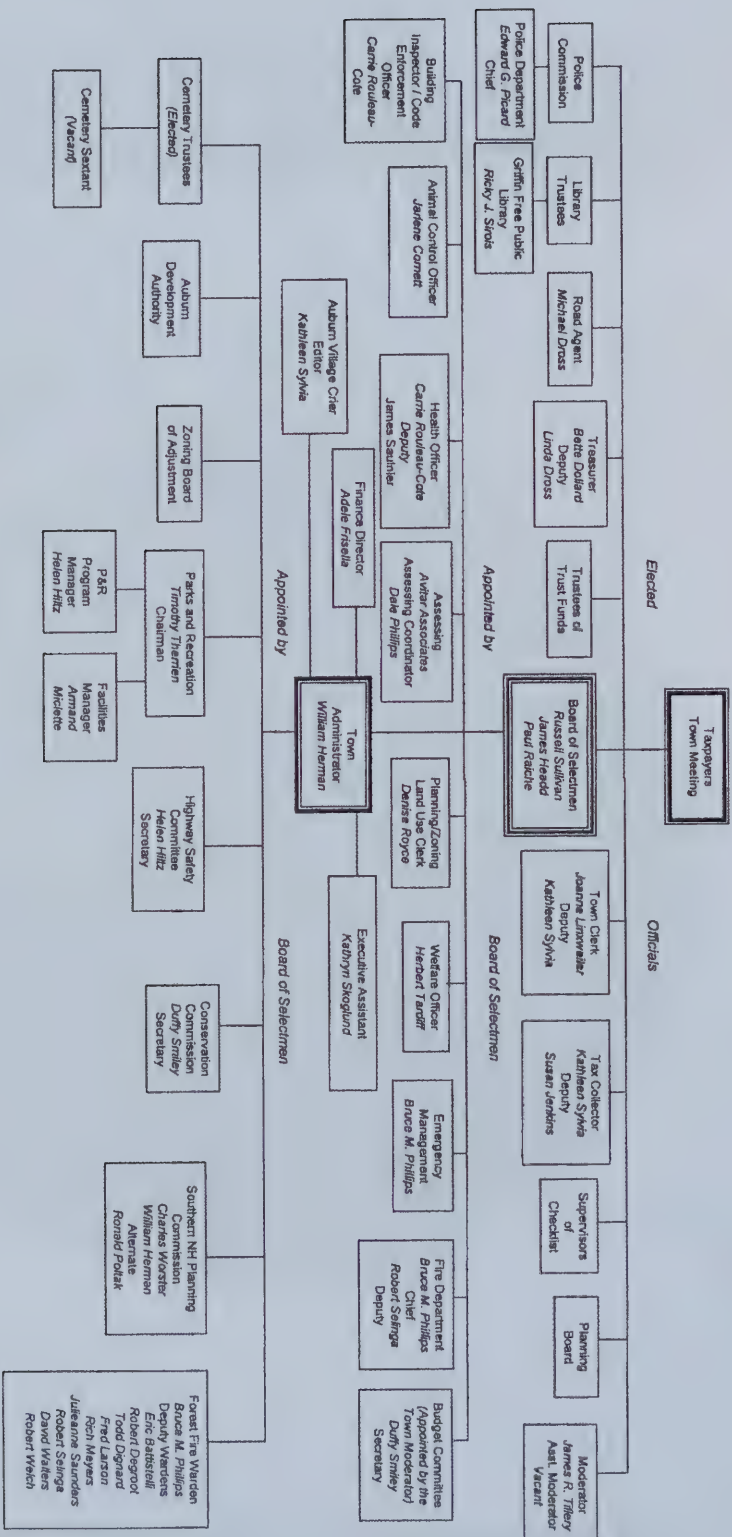 Taxpayers
Town Meeting
Elected
Officials
Police
Commission
Library
Trustees
Road Agent
Michael Dross
Treasurer
Bette Dollard
Deputy
Linda Dross
Trustees of
Trust Funds
Board of Selectmen
Russell Sullivan
James Headd
Paul Raiche
Town Clerk
Joanne Linxweiler
Deputy
Kathleen Sylvia
Tax Collector
Kathleen Sylvia
Deputy
Susan Jenkins
Supervisors
of
Checklist
Planning
Board
Moderator
James R. Tillery
Asst. Moderator
Vacant
Police Department
Edward G. Picard
Chief
Griffin Free Public
Library
Ricky J. Sirois
Appointed by
Board of Selectmen
Building
Inspector / Code
Enforcement
Officer
Carrie Rouleau-
Cote
Animal Control Officer
Jarlene Cornett
Health Officer
Carrie Rouleau-Cote
Deputy
James Saulnier
Assessing
Avitar Associates
Assessing Coordinator
Dale Phillips
Planning/Zoning
Land Use Clerk
Denise Royce
Welfare Officer
Herbert Tardiff
Emergency
Management
Bruce M. Phillips
Fire Department
Bruce M. Phillips
Chief
Robert Selinga
Deputy
Budget Committee
(Appointed by the
Town Moderator)
Duffy Smiley
Secretary
Auburn Village Crier
Editor
Kathleen Sylvia
Finance Director
Adele Frisella
Town
Administrator
William Herman
Executive Assistant
Kathryn Skoglund
Appointed by
Board of Selectmen
Cemetery Trustees
(Elected)
Auburn
Development
Authority
Zoning Board
of Adjustment
Parks and Recreation
Timothy Therrien
Chairman
Highway Safety
Committee
Helen Hiltz
Secretary
Conservation
Commission
Duffy Smiley
Secretary
Southern NH Planning
Commission
Charles Worster
William Herman
Alternate
Ronald Poltak
Forest Fire Warden
Bruce M. Phillips
Deputy Wardens
Eric Battistelli
Robert Degroot
Todd Dignard
Fred Larson
Rich Meyers
Julieanne Saunders
Robert Selinga
David Walters
Robert Welch
Cemetery Sextant
(Vacant)
P&R
Program
Manager
Helen Hiltz
Facilities
Manager
Armand
Miclette